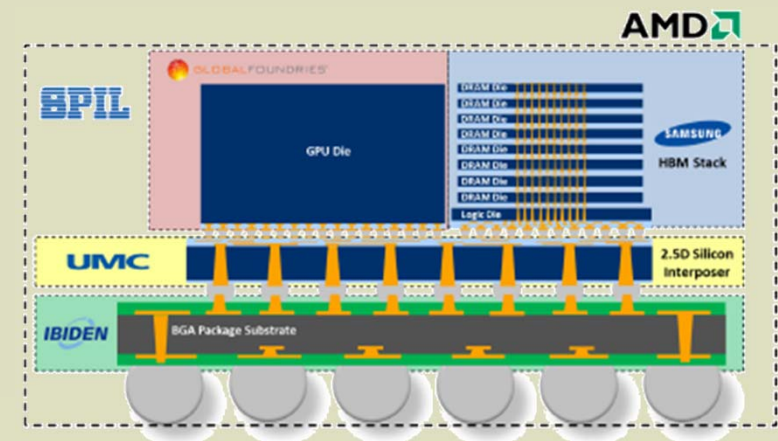 AMD
SPIL
GLOBALFOUNDRIES
GPU Die
DRAM Die
DRAM Die
DRAM Die
DRAM Die
DRAM Die
DRAM Die
DRAM Die
DRAM Die
Logic Die
SAMSUNG
HBM Stack
UMC
2.5D Silicon
Interposer
IBIDEN
BGA Package Substrate